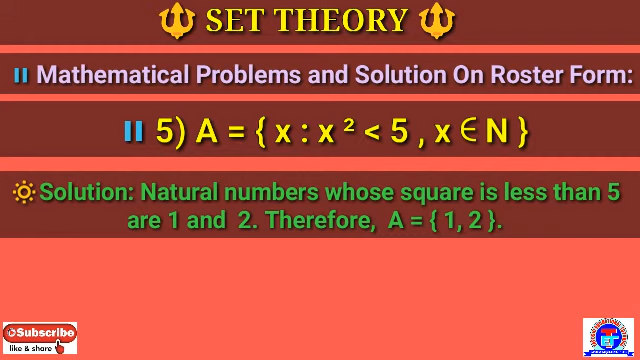 SET THEORY
Mathematical Problems and Solution On Roster Form:
5) A = { x : x ² < 5 , x ∈ N }
Solution: Natural numbers whose square is less than 5
are 1 and 2. Therefore, A = { 1, 2 }.
Subscribe
like & share